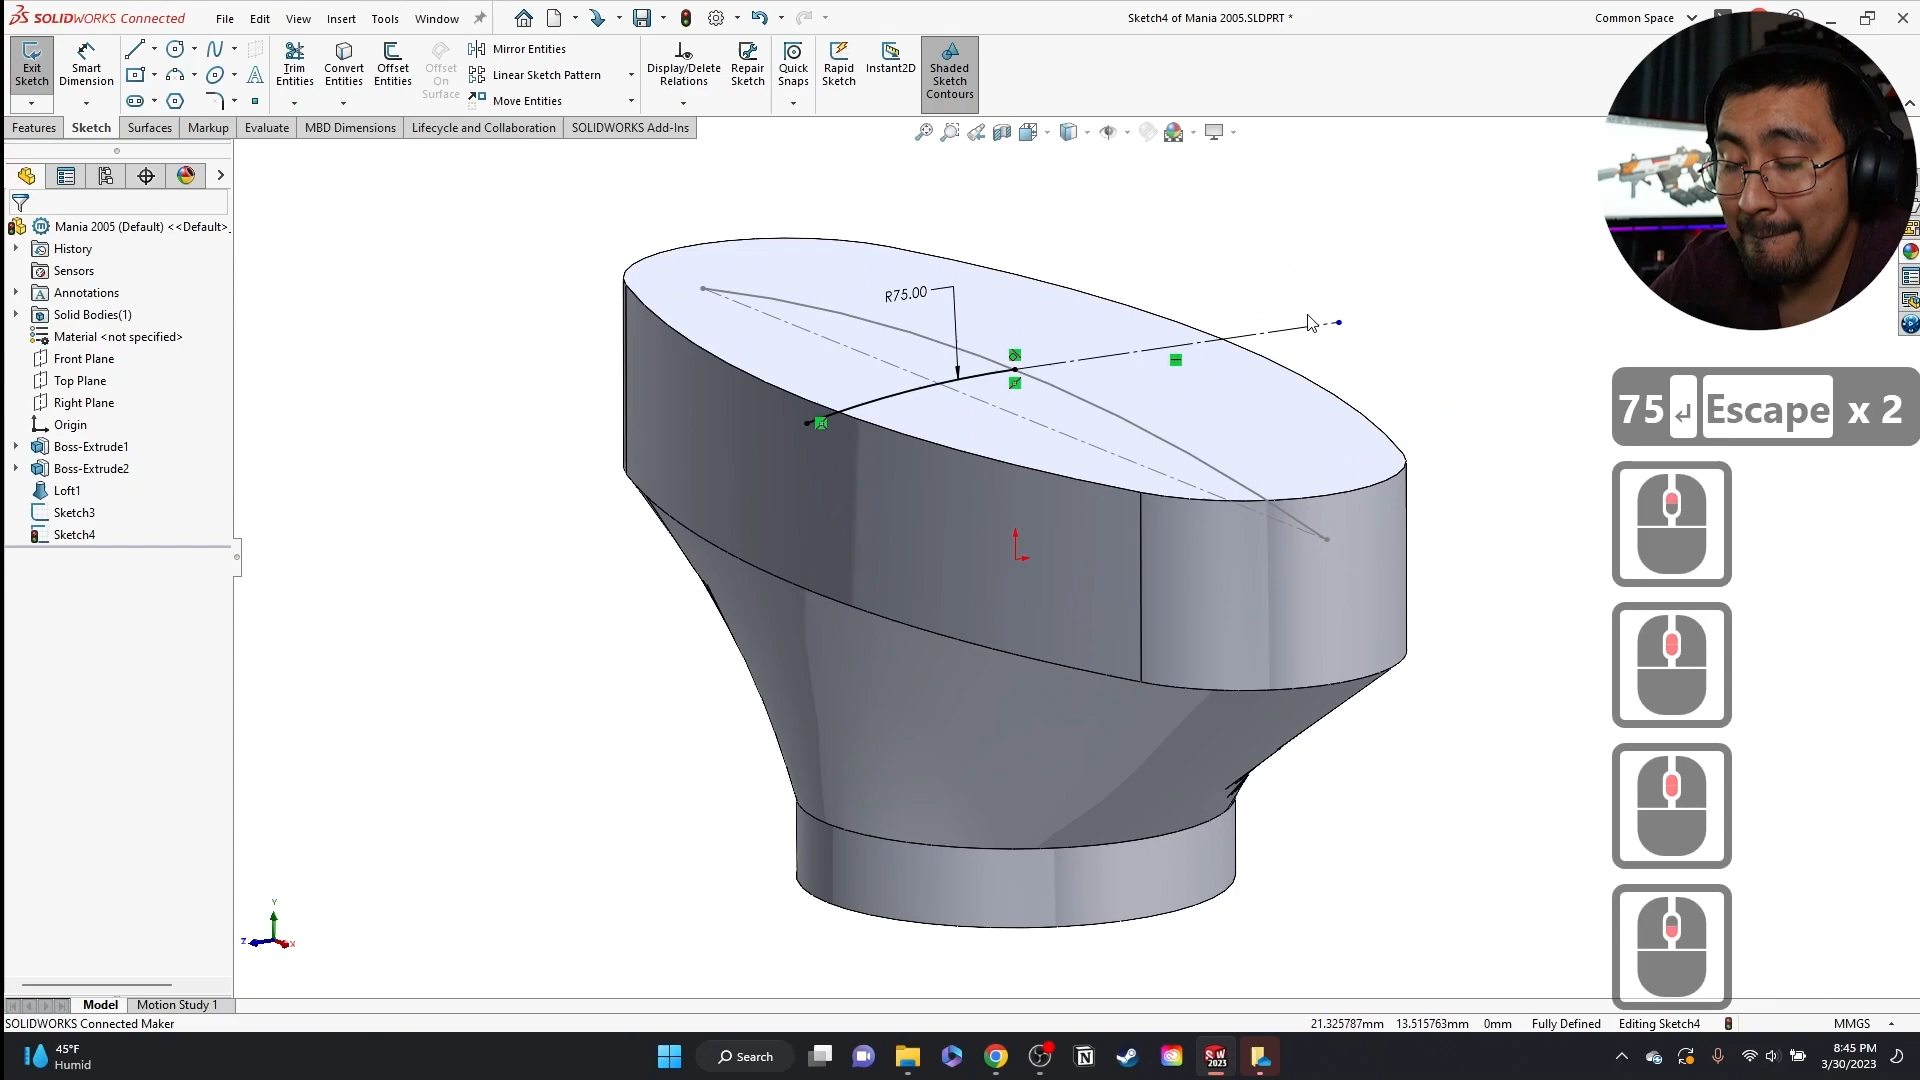 SOLIDWORKS Connected
File Edit View Insert Tools Window
Sketch4 of Mania 2005.SLDPRT *
Common Space
Exit Sketch
Smart Dimension
Trim Entities
Convert Entities
Offset Entities
Offset On Surface
Mirror Entities
Linear Sketch Pattern
Move Entities
Display/Delete Relations
Repair Sketch
Quick Snaps
Rapid Sketch
Instant2D
Shaded Sketch Contours
Features Sketch Surfaces Markup Evaluate MBD Dimensions Lifecycle and Collaboration SOLIDWORKS Add-Ins
Mania 2005 (Default) <<Default>_
History
Sensors
Annotations
Solid Bodies(1)
Material <not specified>
Front Plane
Top Plane
Right Plane
Origin
Boss-Extrude1
Boss-Extrude2
Loft1
Sketch3
Sketch4
R75.00
75 ↵ Escape x 2
Y
Z X
Model Motion Study 1
SOLIDWORKS Connected Maker
21.325787mm 13.515763mm 0mm Fully Defined Editing Sketch4 MMGS
45°F
Humid
Search
SW
2023
8:45 PM
3/30/2023